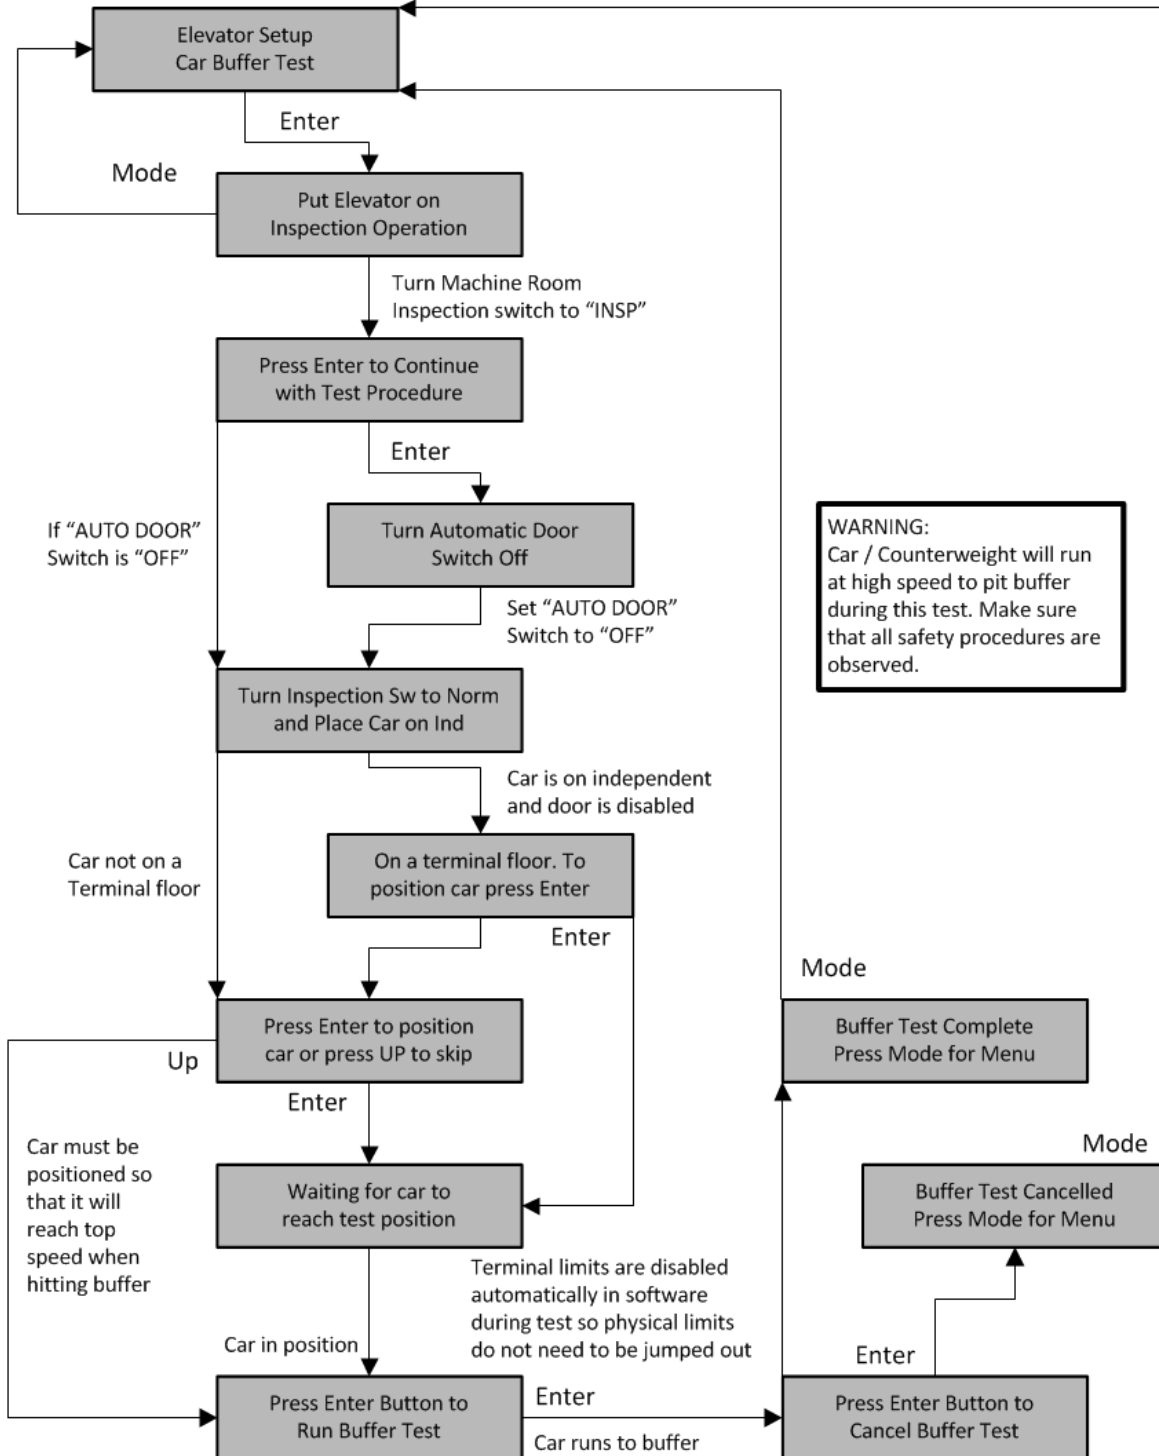 Elevator Setup
Car Buffer Test
Enter
Mode
Put Elevator on
Inspection Operation
Turn Machine Room
Inspection switch to “INSP”
Press Enter to Continue
with Test Procedure
Enter
If “AUTO DOOR”
Switch is “OFF”
Turn Automatic Door
Switch Off
Set “AUTO DOOR”
Switch to “OFF”
WARNING:
Car / Counterweight will run
at high speed to pit buffer
during this test. Make sure
that all safety procedures are
observed.
Turn Inspection Sw to Norm
and Place Car on Ind
Car is on independent
and door is disabled
Car not on a
Terminal floor
On a terminal floor. To
position car press Enter
Enter
Mode
Press Enter to position
car or press UP to skip
Up
Enter
Buffer Test Complete
Press Mode for Menu
Car must be
positioned so
that it will
reach top
speed when
hitting buffer
Mode
Waiting for car to
reach test position
Buffer Test Cancelled
Press Mode for Menu
Terminal limits are disabled
automatically in software
during test so physical limits
do not need to be jumped out
Car in position
Enter
Press Enter Button to
Run Buffer Test
Enter
Car runs to buffer
Press Enter Button to
Cancel Buffer Test